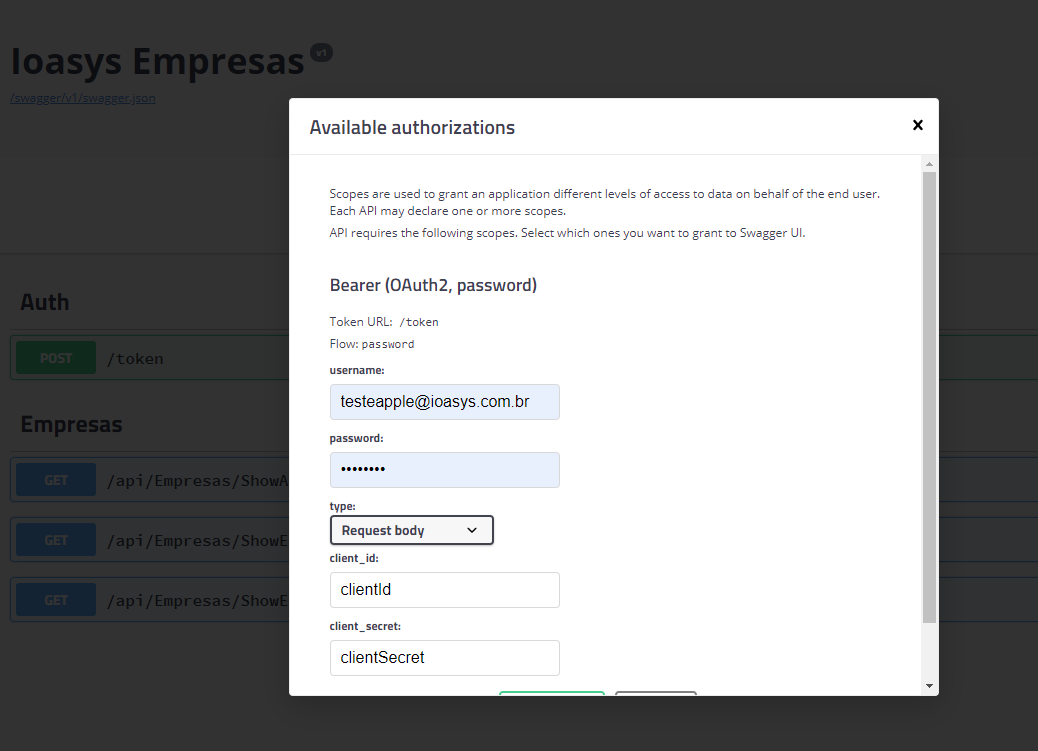 Ioasys Empresas v1
/swagger/v1/swagger.json
Available authorizations
Scopes are used to grant an application different levels of access to data on behalf of the end user.
Each API may declare one or more scopes.
API requires the following scopes. Select which ones you want to grant to Swagger UI.
Bearer (OAuth2, password)
Token URL: /token
Flow: password
username:
testeapple@ioasys.com.br
password:
••••••••
type:
Request body
client_id:
clientId
client_secret:
clientSecret
Auth
POST /token
Empresas
GET /api/Empresas/ShowA
GET /api/Empresas/ShowE
GET /api/Empresas/ShowE